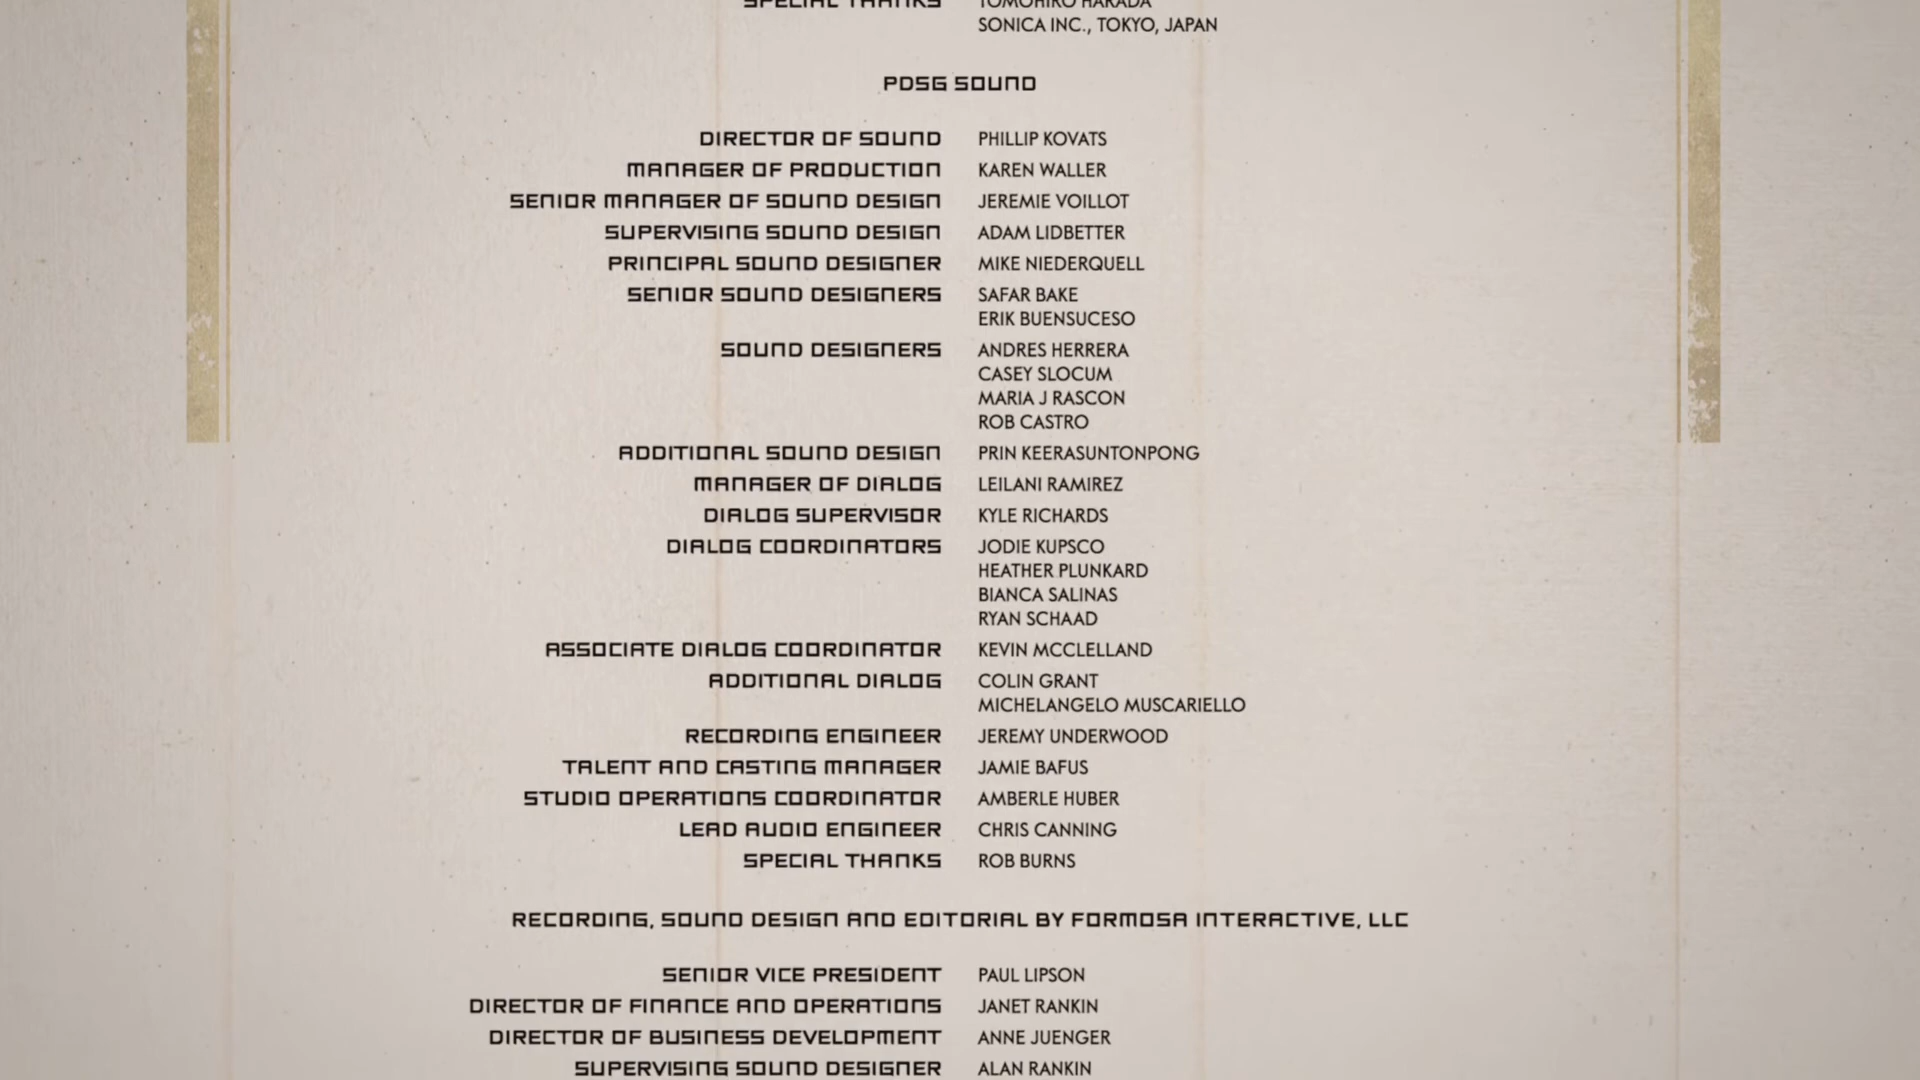 SPECIAL THANKS TOMOHIRO HARADA
SONICA INC., TOKYO, JAPAN
PDSG SOUND
DIRECTOR OF SOUND PHILLIP KOVATS
MANAGER OF PRODUCTION KAREN WALLER
SENIOR MANAGER OF SOUND DESIGN JEREMIE VOILLOT
SUPERVISING SOUND DESIGN ADAM LIDBETTER
PRINCIPAL SOUND DESIGNER MIKE NIEDERQUELL
SENIOR SOUND DESIGNERS SAFAR BAKE
ERIK BUENSUCESO
SOUND DESIGNERS ANDRES HERRERA
CASEY SLOCUM
MARIA J RASCON
ROB CASTRO
ADDITIONAL SOUND DESIGN PRIN KEERASUNTONPONG
MANAGER OF DIALOG LEILANI RAMIREZ
DIALOG SUPERVISOR KYLE RICHARDS
DIALOG COORDINATORS JODIE KUPSCO
HEATHER PLUNKARD
BIANCA SALINAS
RYAN SCHAAD
ASSOCIATE DIALOG COORDINATOR KEVIN MCCLELLAND
ADDITIONAL DIALOG COLIN GRANT
MICHELANGELO MUSCARIELLO
RECORDING ENGINEER JEREMY UNDERWOOD
TALENT AND CASTING MANAGER JAMIE BAFUS
STUDIO OPERATIONS COORDINATOR AMBERLE HUBER
LEAD AUDIO ENGINEER CHRIS CANNING
SPECIAL THANKS ROB BURNS
RECORDING, SOUND DESIGN AND EDITORIAL BY FORMOSA INTERACTIVE, LLC
SENIOR VICE PRESIDENT PAUL LIPSON
DIRECTOR OF FINANCE AND OPERATIONS JANET RANKIN
DIRECTOR OF BUSINESS DEVELOPMENT ANNE JUENGER
SUPERVISING SOUND DESIGNER ALAN RANKIN